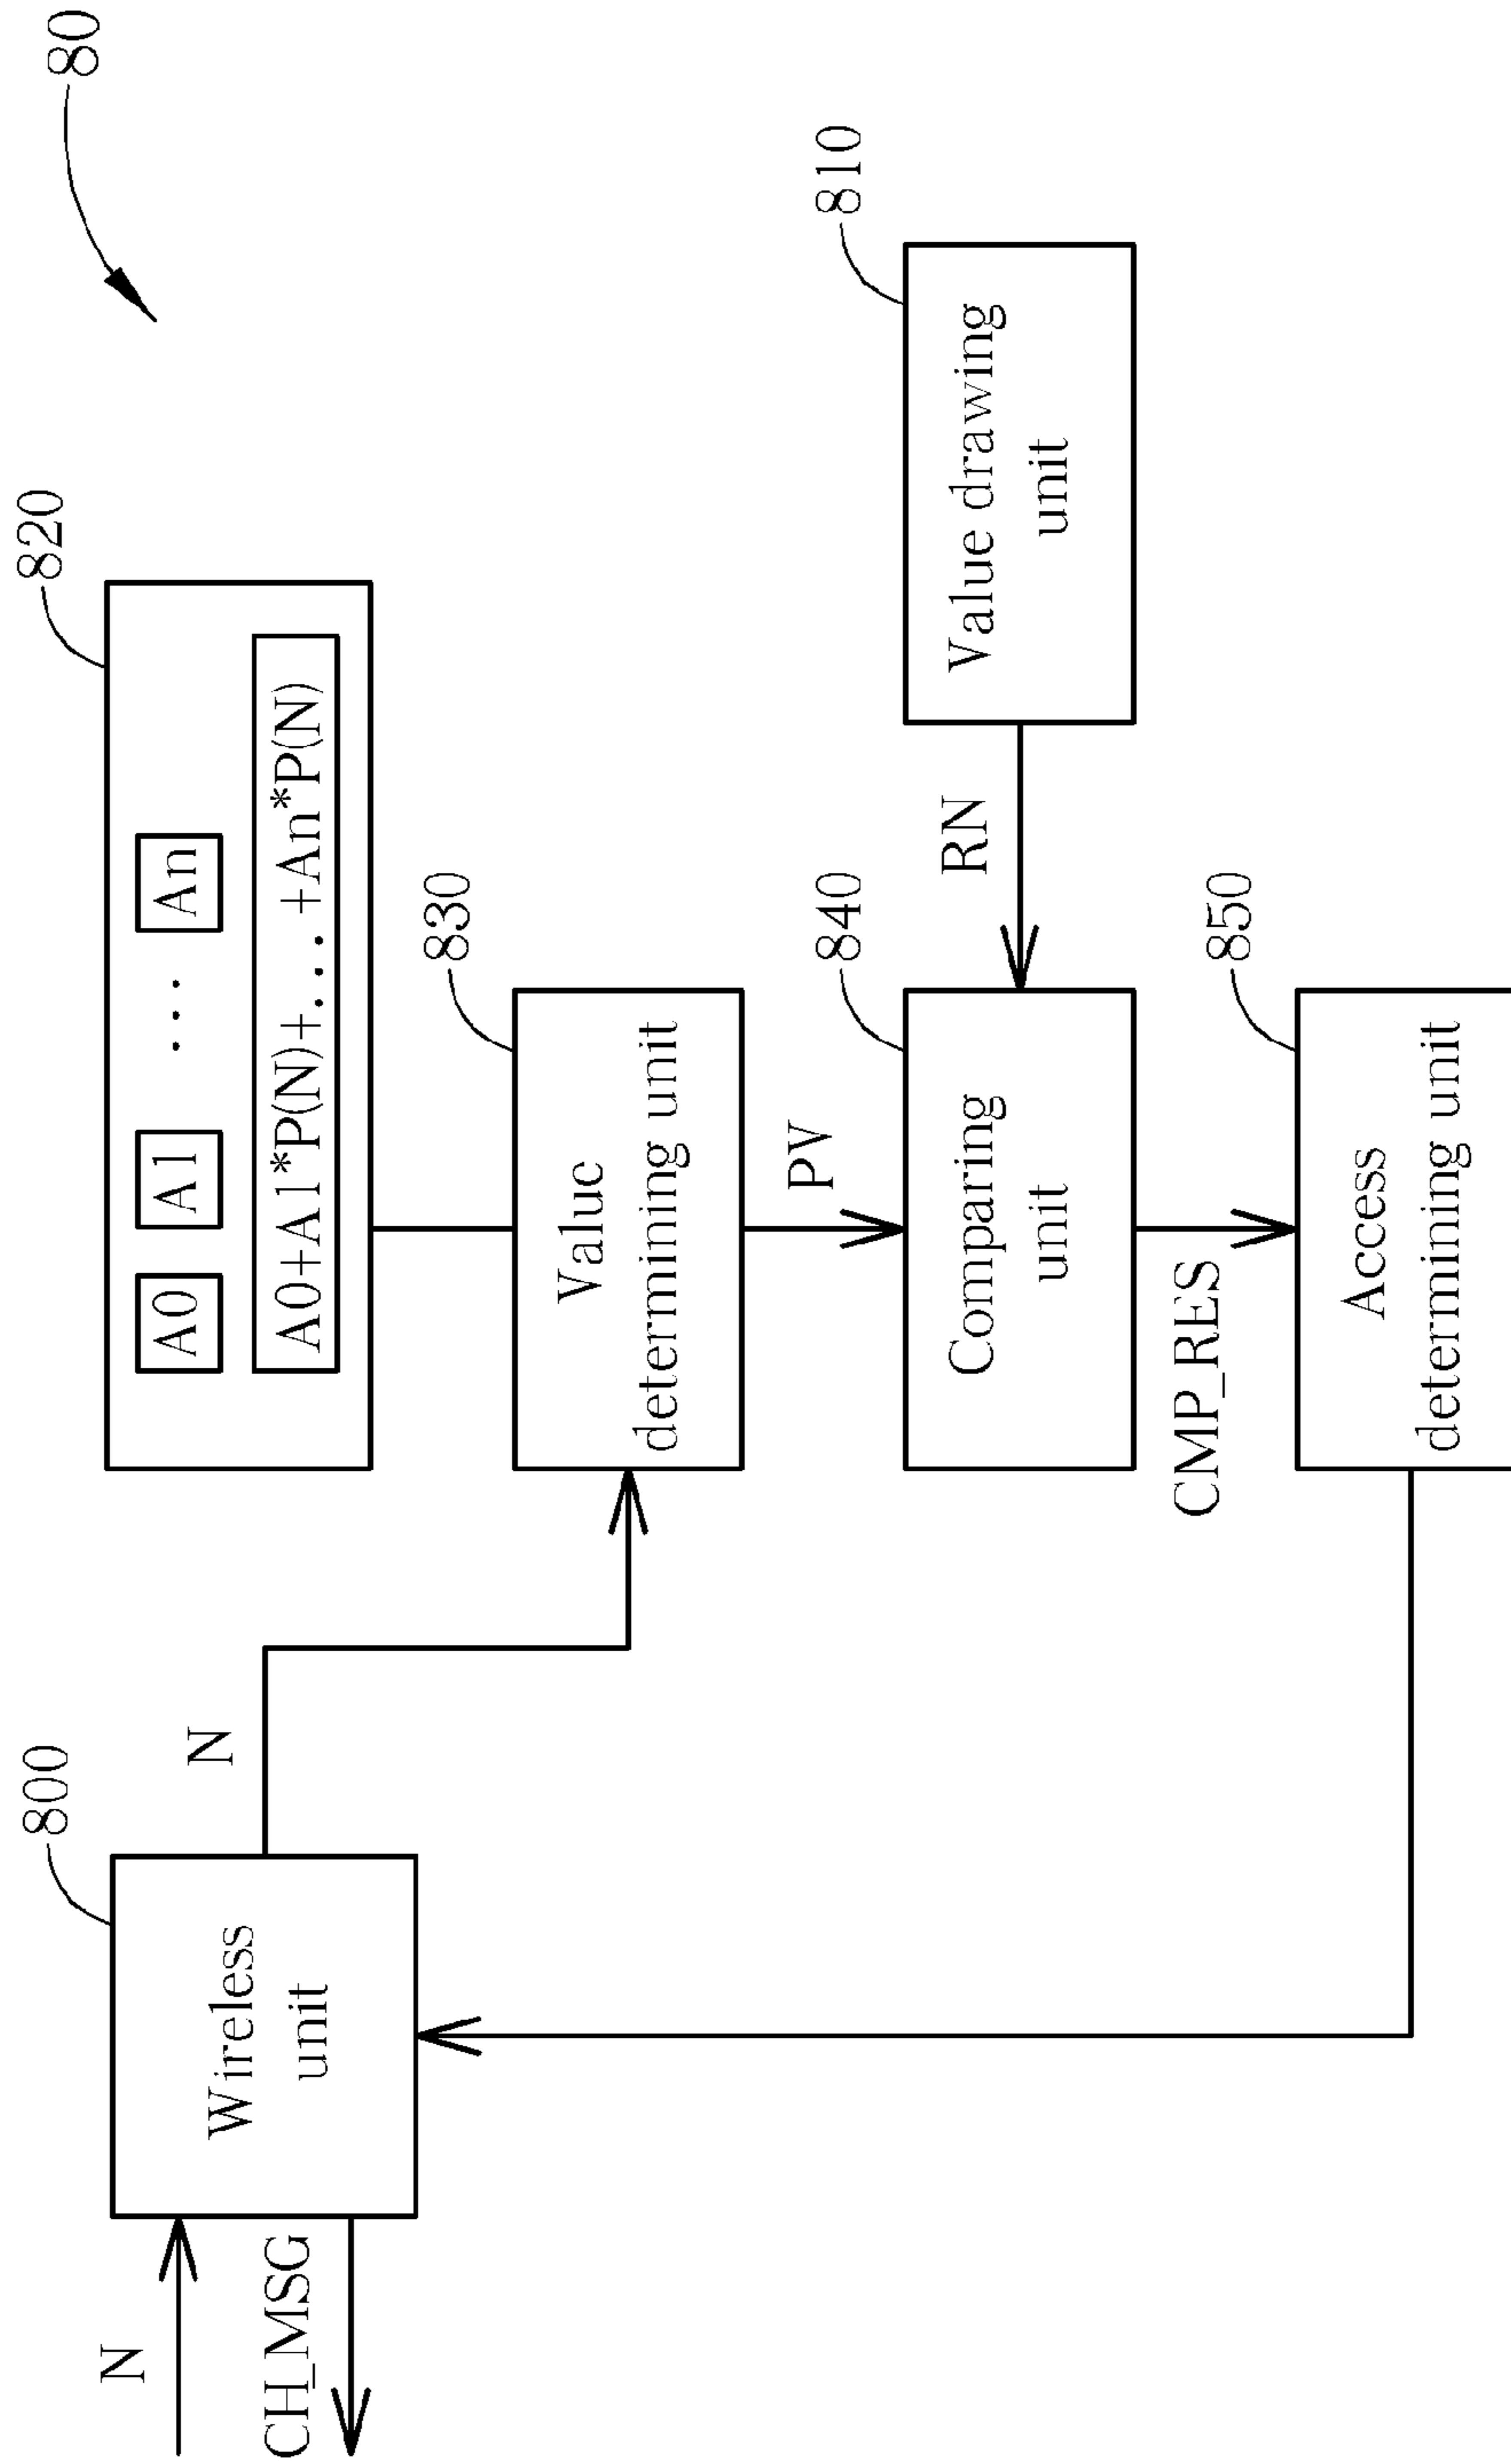 80
820
A0 A1 ... An
A0+A1*P(N)+...+An*P(N)
800
N
N
Wireless
unit
CH_MSG
830
Value
determining unit
PV
840
810
Comparing
unit
RN
Value drawing
unit
CMP_RES
850
Access
determining unit